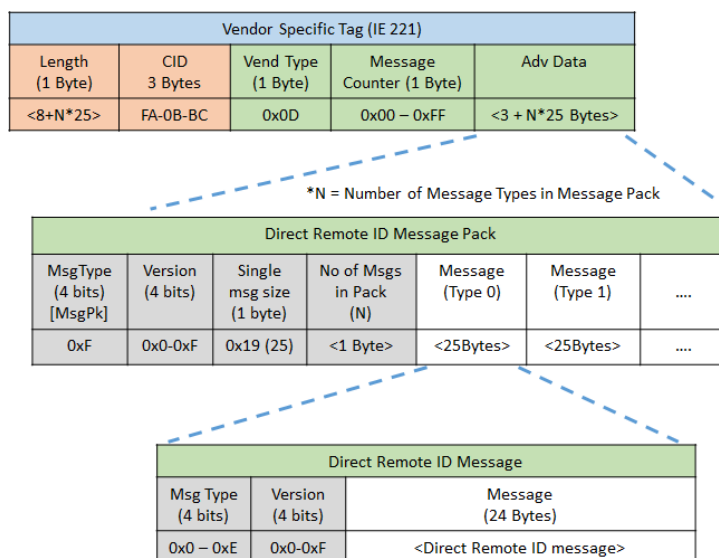 Vendor Specific Tag (IE 221)
Length
(1 Byte)
CID
3 Bytes
Vend Type
(1 Byte)
Message
Counter (1 Byte)
Adv Data
<8+N*25>
FA-0B-BC
0x0D
0x00 – 0xFF
<3 + N*25 Bytes>
*N = Number of Message Types in Message Pack
Direct Remote ID Message Pack
MsgType
(4 bits)
[MsgPk]
Version
(4 bits)
Single
msg size
(1 byte)
No of Msgs
in Pack
(N)
Message
(Type 0)
Message
(Type 1)
....
0xF
0x0-0xF
0x19 (25)
<1 Byte>
<25Bytes>
<25Bytes>
....
Direct Remote ID Message
Msg Type
(4 bits)
Version
(4 bits)
Message
(24 Bytes)
0x0 – 0xE
0x0-0xF
<Direct Remote ID message>